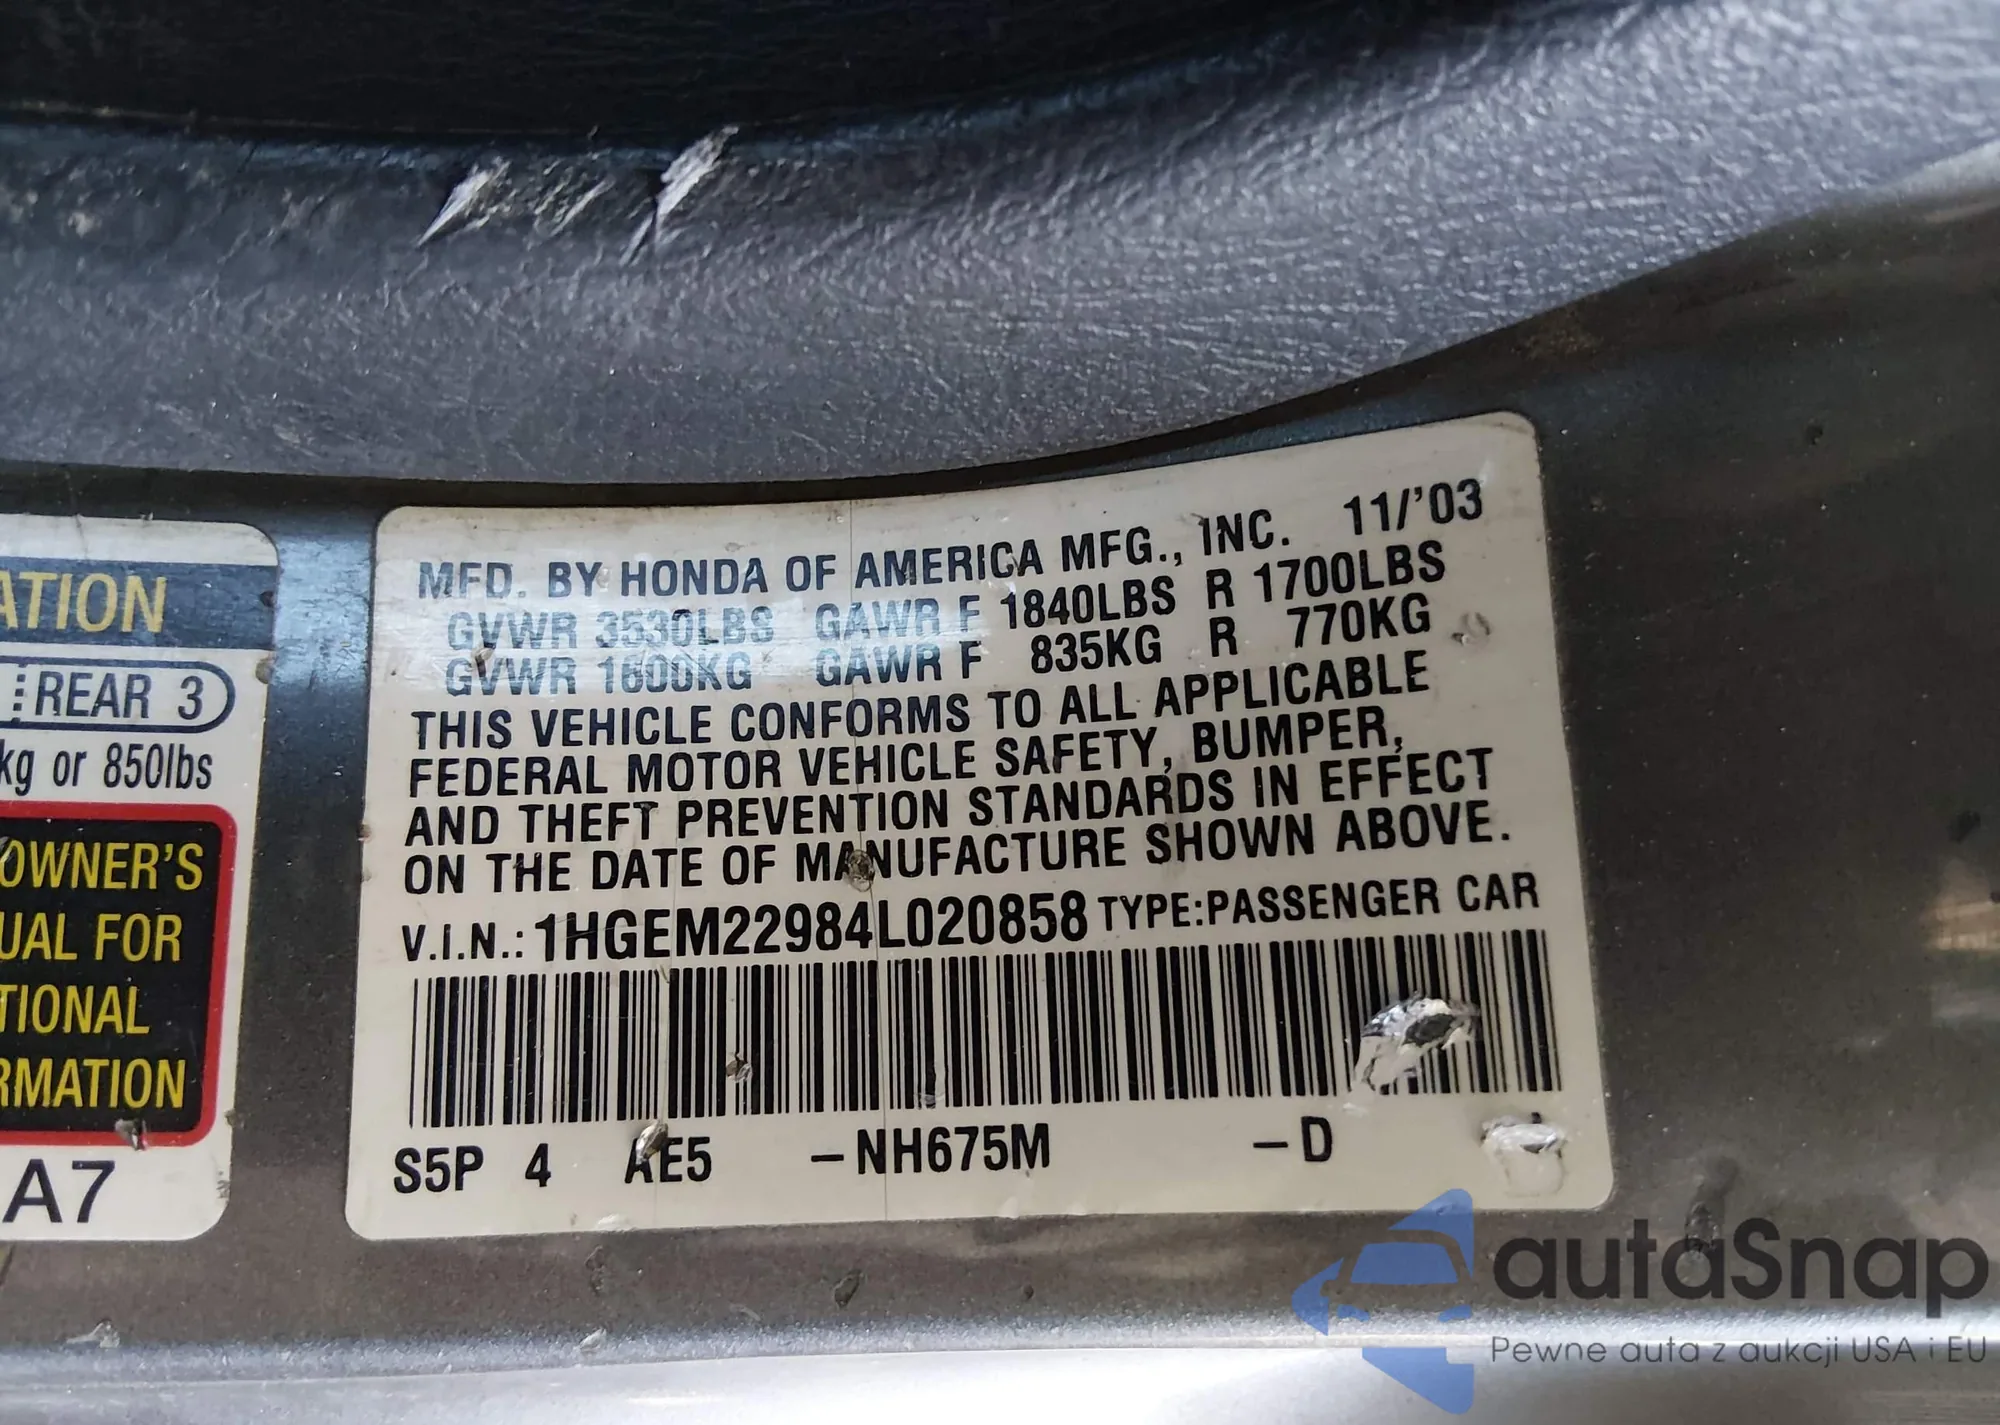 ATION
REAR 3
kg or 850lbs
OWNER'S
UAL FOR
TIONAL
RMATION
A7
MFD. BY HONDA OF AMERICA MFG., INC. 11/'03
GVWR 3530LBS GAWR F 1840LBS R 1700LBS
GVWR 1600KG GAWR F 835KG R 770KG
THIS VEHICLE CONFORMS TO ALL APPLICABLE
FEDERAL MOTOR VEHICLE SAFETY, BUMPER,
AND THEFT PREVENTION STANDARDS IN EFFECT
ON THE DATE OF MANUFACTURE SHOWN ABOVE.
V.I.N.: 1HGEM22984L020858 TYPE:PASSENGER CAR
S5P 4 AE5 –NH675M –D
autaSnap
Pewne auta z aukcji USA i EU